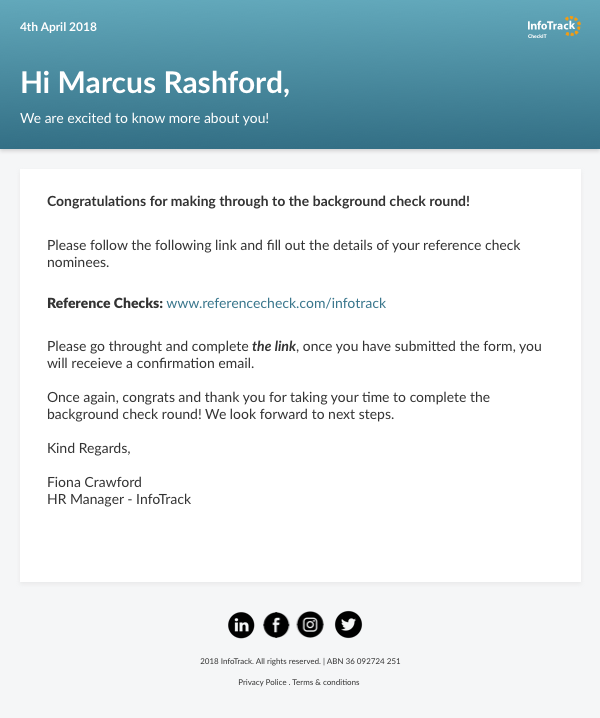 4th April 2018
InfoTrack
CheckIT
Hi Marcus Rashford,
We are excited to know more about you!
Congratulations for making through to the background check round!
Please follow the following link and fill out the details of your reference check
nominees.
Reference Checks: www.referencecheck.com/infotrack
Please go throught and complete the link, once you have submitted the form, you
will receieve a confirmation email.
Once again, congrats and thank you for taking your time to complete the
background check round! We look forward to next steps.
Kind Regards,
Fiona Crawford
HR Manager - InfoTrack
2018 InfoTrack. All rights reserved. | ABN 36 092724 251
Privacy Police . Terms & conditions